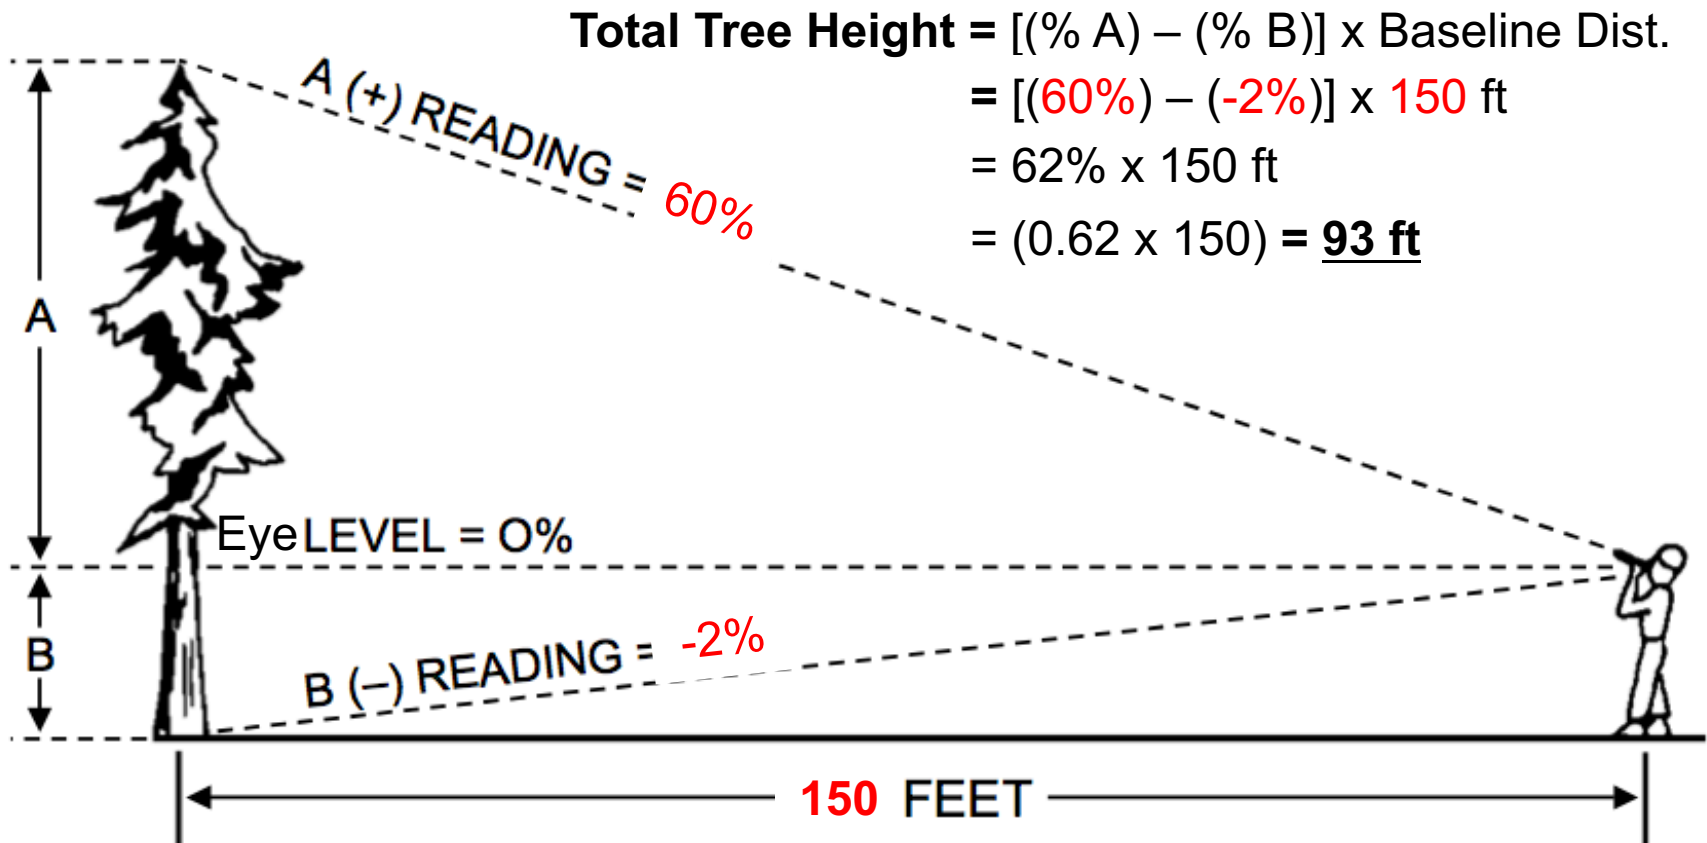 Total Tree Height = [(% A) – (% B)] x Baseline Dist.
= [(60%) – (-2%)] x 150 ft
= 62% x 150 ft
= (0.62 x 150) = 93 ft
A (+) READING = 60%
A
Eye LEVEL = O%
B
B (–) READING = -2%
150 FEET